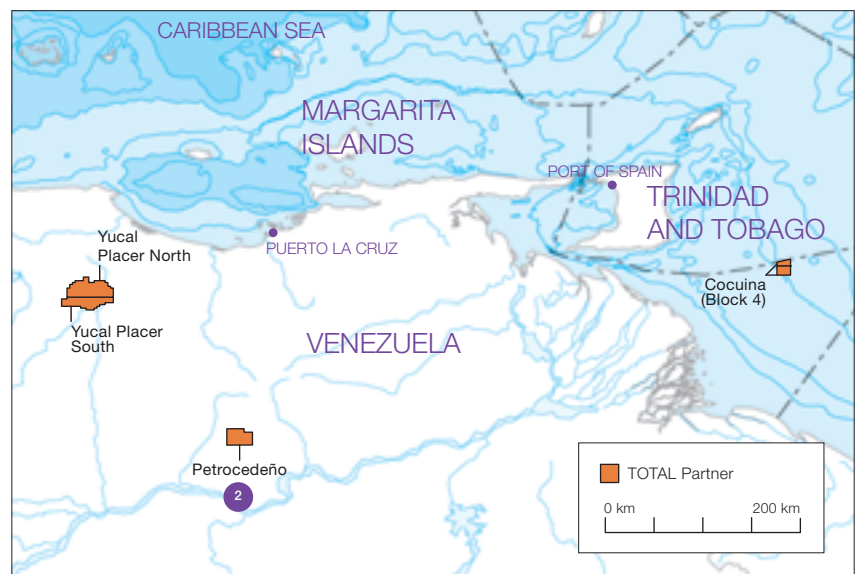 CARIBBEAN SEA
MARGARITA
ISLANDS
PORT OF SPAIN
TRINIDAD
AND TOBAGO
PUERTO LA CRUZ
Yucal
Placer North
Cocuina
(Block 4)
Yucal Placer
South
VENEZUELA
Petrocedeño
2
TOTAL Partner
0 km 200 km